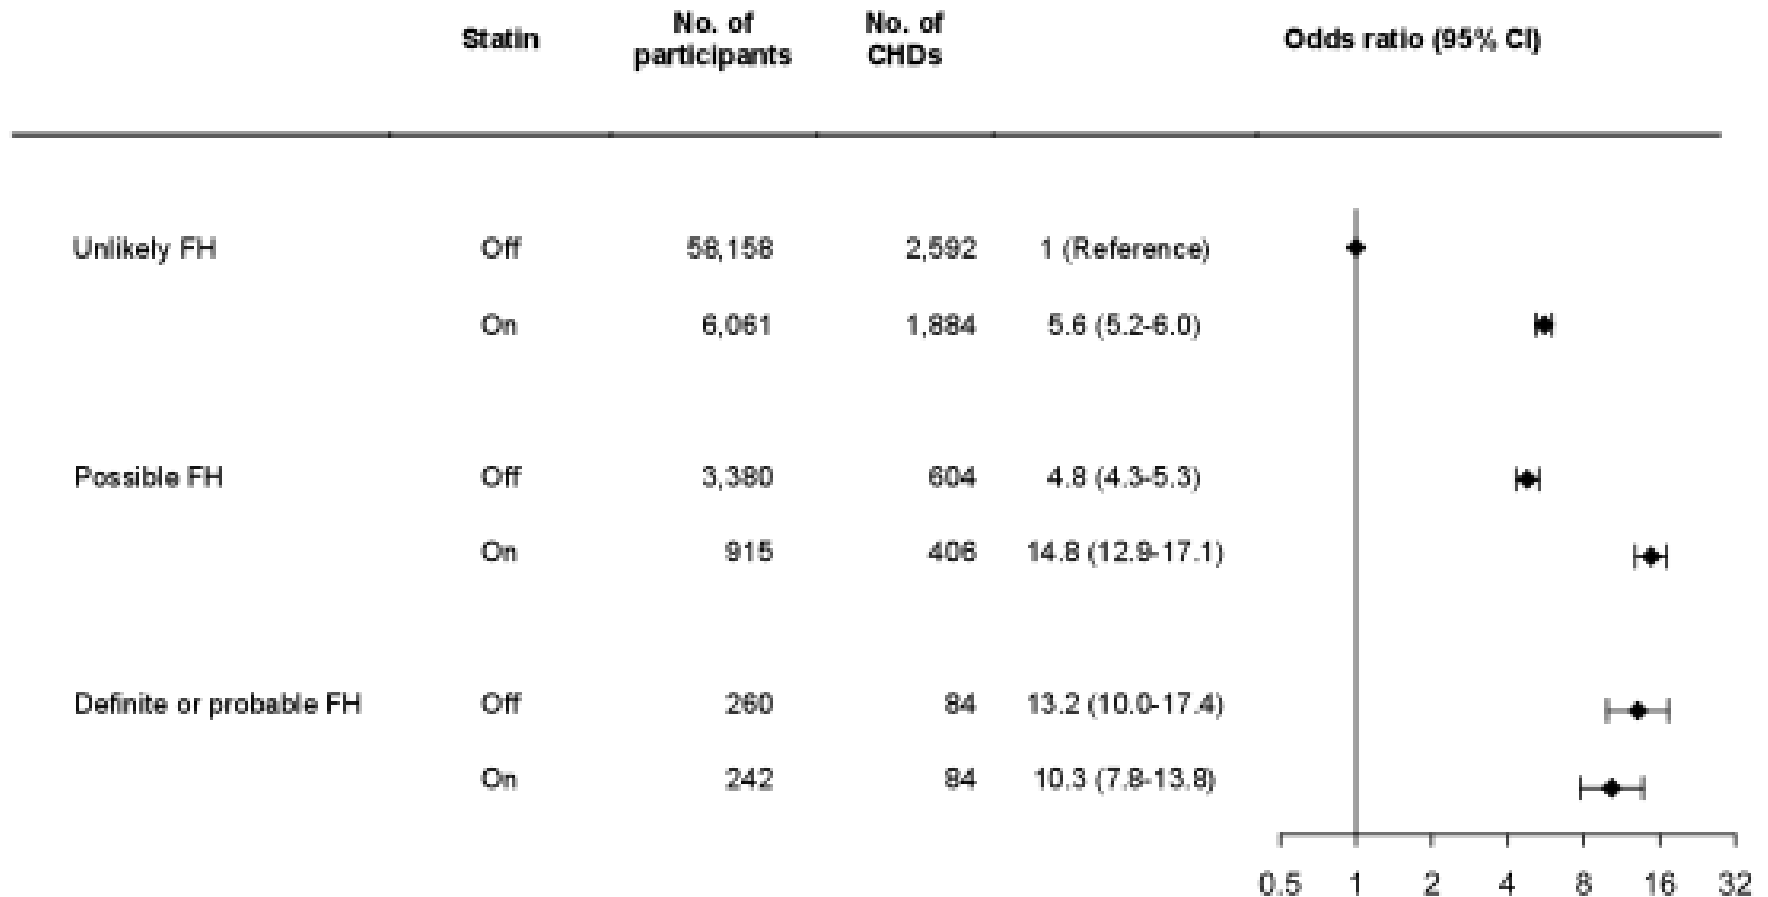 Statin No. of participants No. of CHDs Odds ratio (95% CI)
Unlikely FH Off 58,158 2,592 1 (Reference)
On 6,061 1,884 5.6 (5.2-6.0)
Possible FH Off 3,380 604 4.8 (4.3-5.3)
On 915 406 14.8 (12.9-17.1)
Definite or probable FH Off 260 84 13.2 (10.0-17.4)
On 242 84 10.3 (7.8-13.8)
0.5 1 2 4 8 16 32